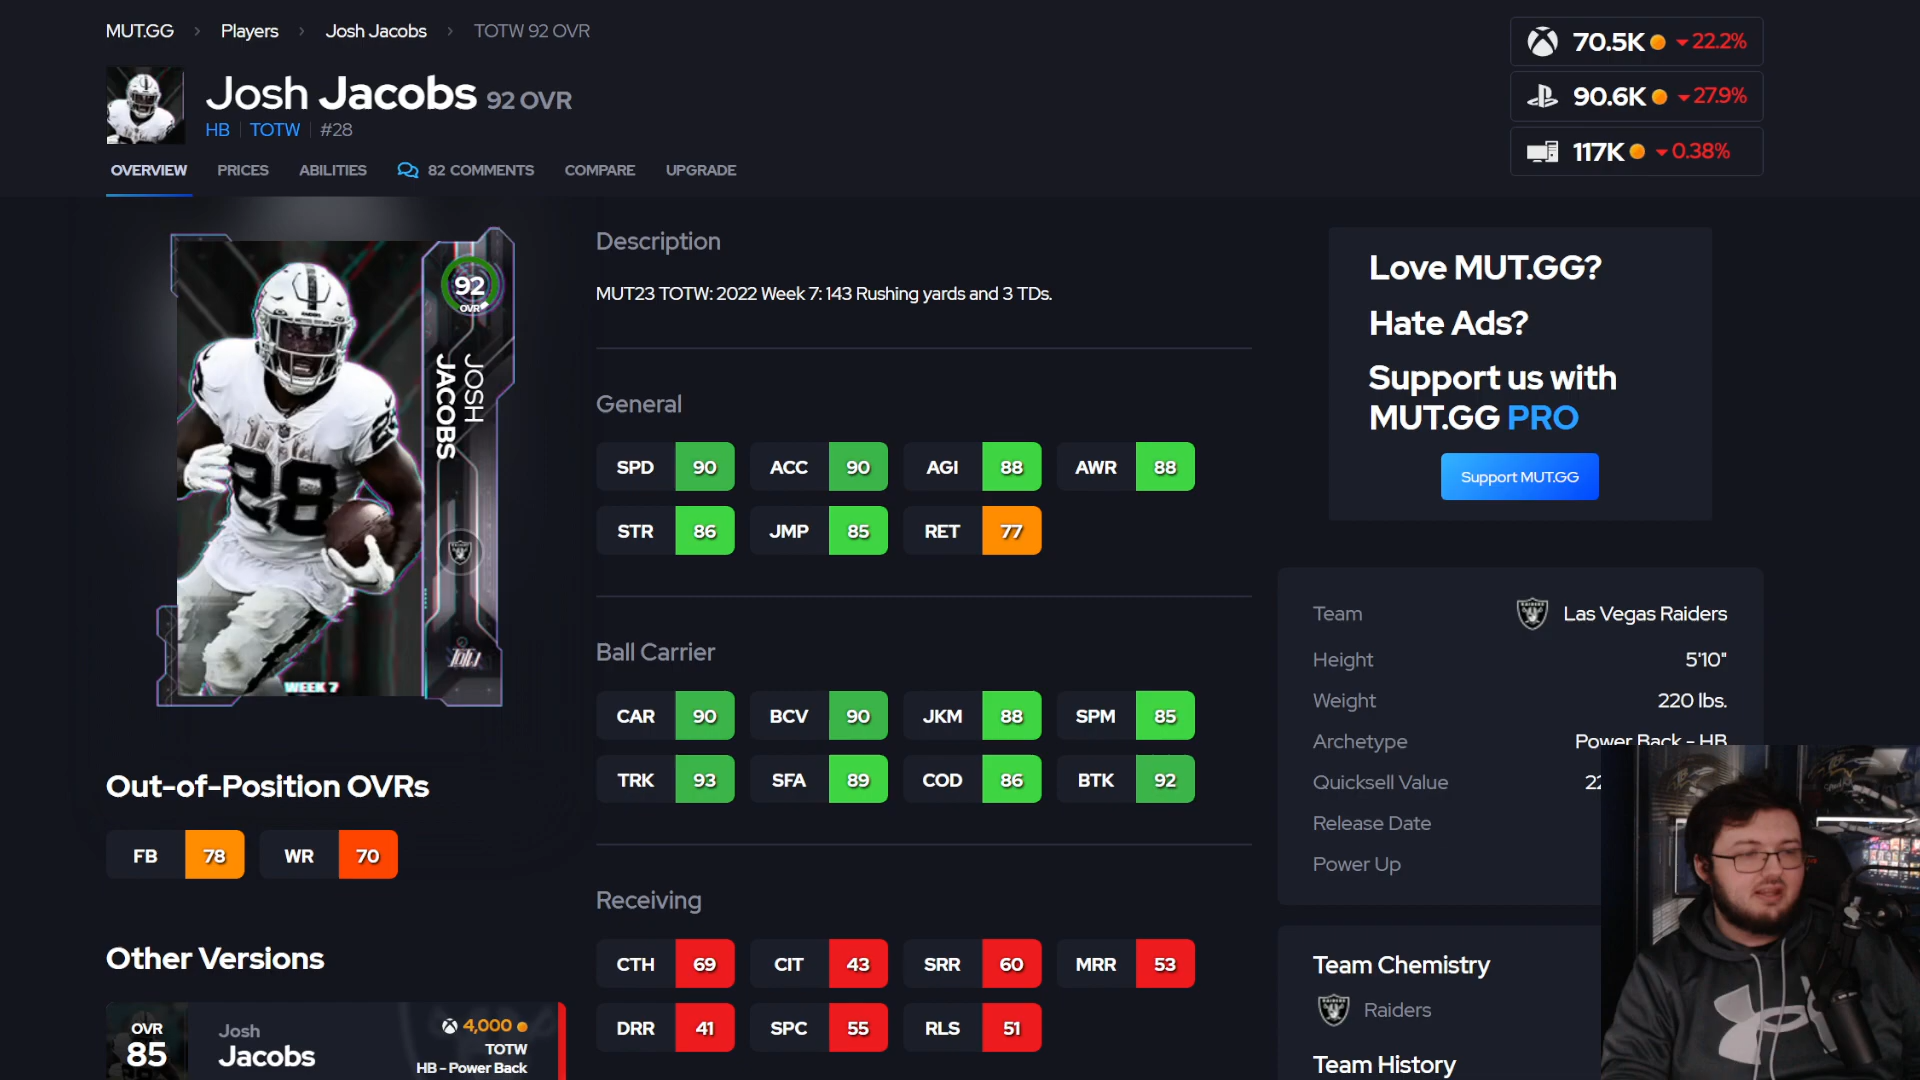 MUT.GG > Players > Josh Jacobs > TOTW 92 OVR
70.5K 22.2%
90.6K 27.9%
117K 0.38%
Josh Jacobs 92 OVR
HB | TOTW | #28
OVERVIEW PRICES ABILITIES 82 COMMENTS COMPARE UPGRADE
92
OVR
JOSH
JACOBS
28
WEEK 7
TOTW
Description
MUT23 TOTW: 2022 Week 7: 143 Rushing yards and 3 TDs.
General
SPD 90 ACC 90 AGI 88 AWR 88
STR 86 JMP 85 RET 77
Ball Carrier
CAR 90 BCV 90 JKM 88 SPM 85
TRK 93 SFA 89 COD 86 BTK 92
Receiving
CTH 69 CIT 43 SRR 60 MRR 53
DRR 41 SPC 55 RLS 51
Out-of-Position OVRs
FB 78 WR 70
Other Versions
OVR
85
Josh
Jacobs
4,000
TOTW
HB - Power Back
Love MUT.GG?
Hate Ads?
Support us with
MUT.GG PRO
Support MUT.GG
Team Las Vegas Raiders
Height 5'10"
Weight 220 lbs.
Archetype Power Back - HB
Quicksell Value
Release Date
Power Up
Team Chemistry
Raiders
Team History